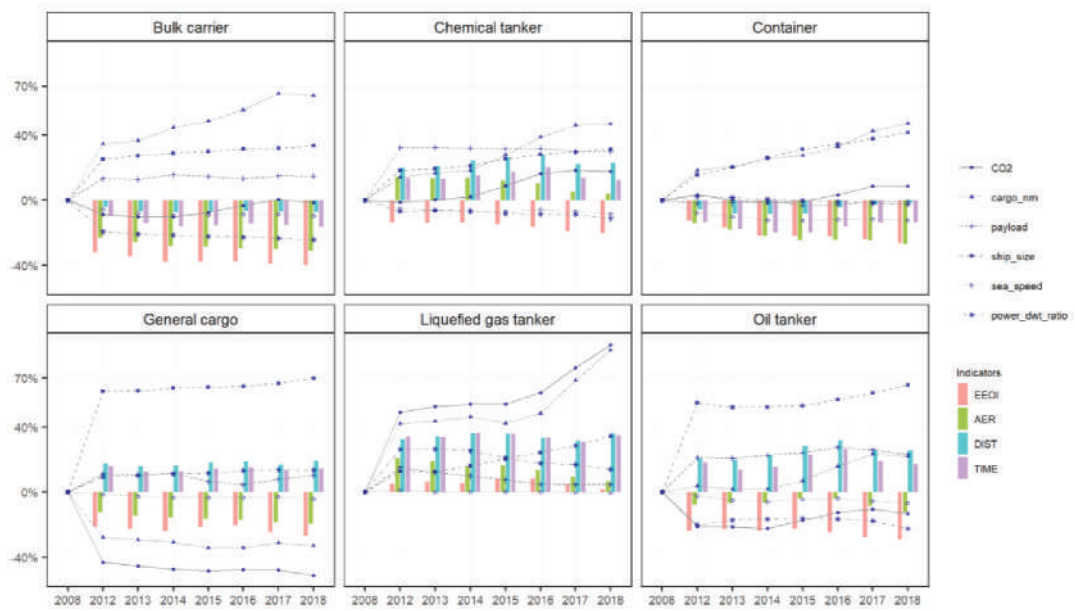 Bulk carrier
Chemical tanker
Container
70%
40%
0%
-40%
CO2
cargo_nm
payload
ship_size
sea_speed
power_dwt_ratio
General cargo
Liquefied gas tanker
Oil tanker
70%
40%
0%
-40%
Indicators
EEOI
AER
DIST
TIME
2008 2012 2013 2014 2015 2016 2017 2018
2008 2012 2013 2014 2015 2016 2017 2018
2008 2012 2013 2014 2015 2016 2017 2018